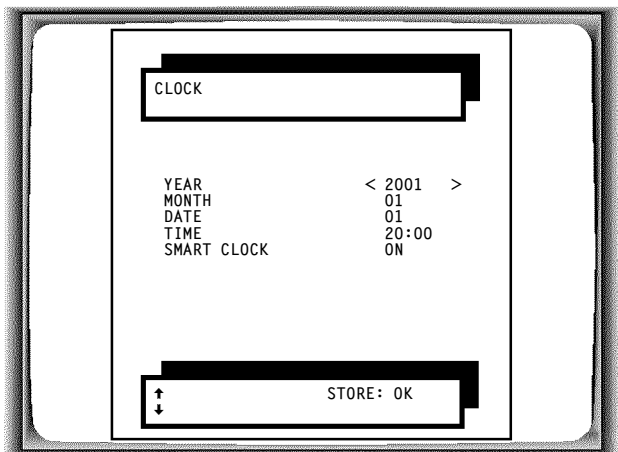 CLOCK
YEAR < 2001 >
MONTH 01
DATE 01
TIME 20:00
SMART CLOCK ON
↑ STORE: OK
↓